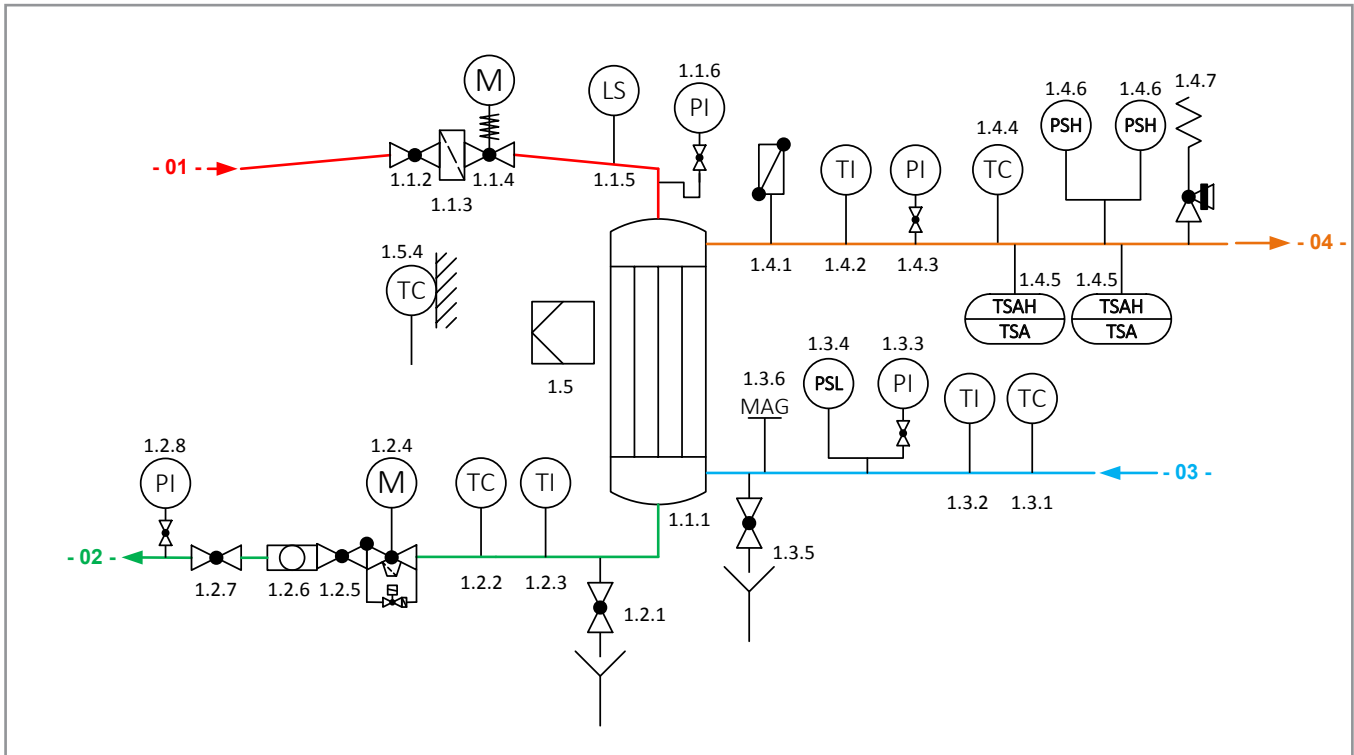 1.1.6
M
LS
PI
- 01 -
1.1.2
1.1.4
1.1.5
1.1.3
1.4.6
1.4.6
1.4.7
PSH
PSH
1.4.4
TI
PI
TC
1.4.1
1.4.2
1.4.3
- 04 -
1.4.5
1.4.5
TSAH
TSA
TSAH
TSA
1.5.4
TC
1.5
1.3.4
1.3.3
1.3.6
MAG
PSL
PI
TI
TC
- 03 -
1.3.2
1.3.1
1.3.5
1.2.8
PI
1.2.4
M
TC
TI
1.1.1
- 02 -
1.2.7
1.2.6
1.2.5
1.2.2
1.2.3
1.2.1